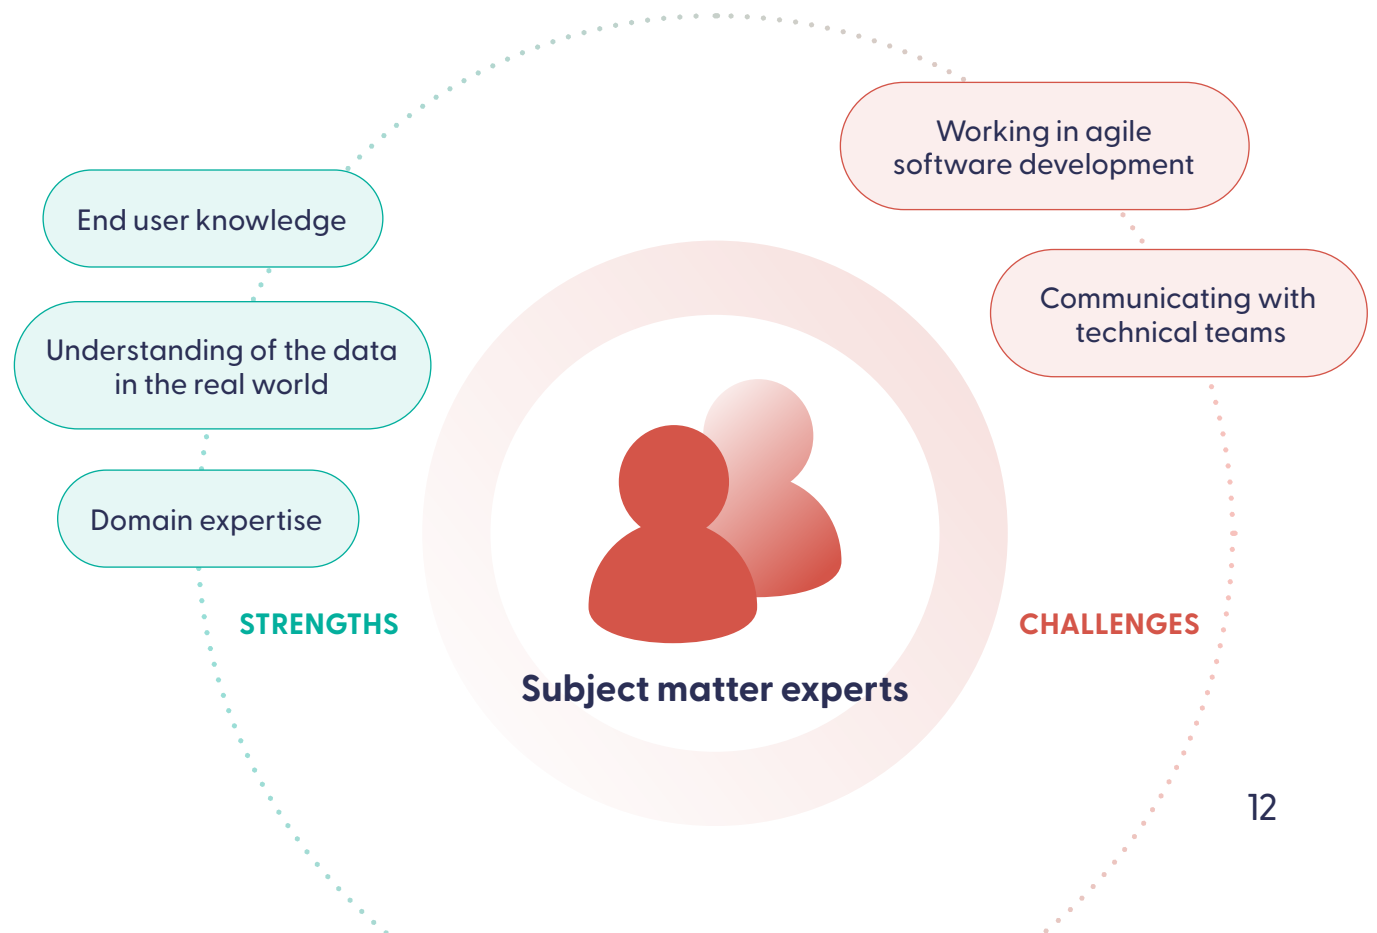 End user knowledge
Understanding of the data
in the real world
Domain expertise
STRENGTHS
Working in agile
software development
Communicating with
technical teams
CHALLENGES
Subject matter experts
12